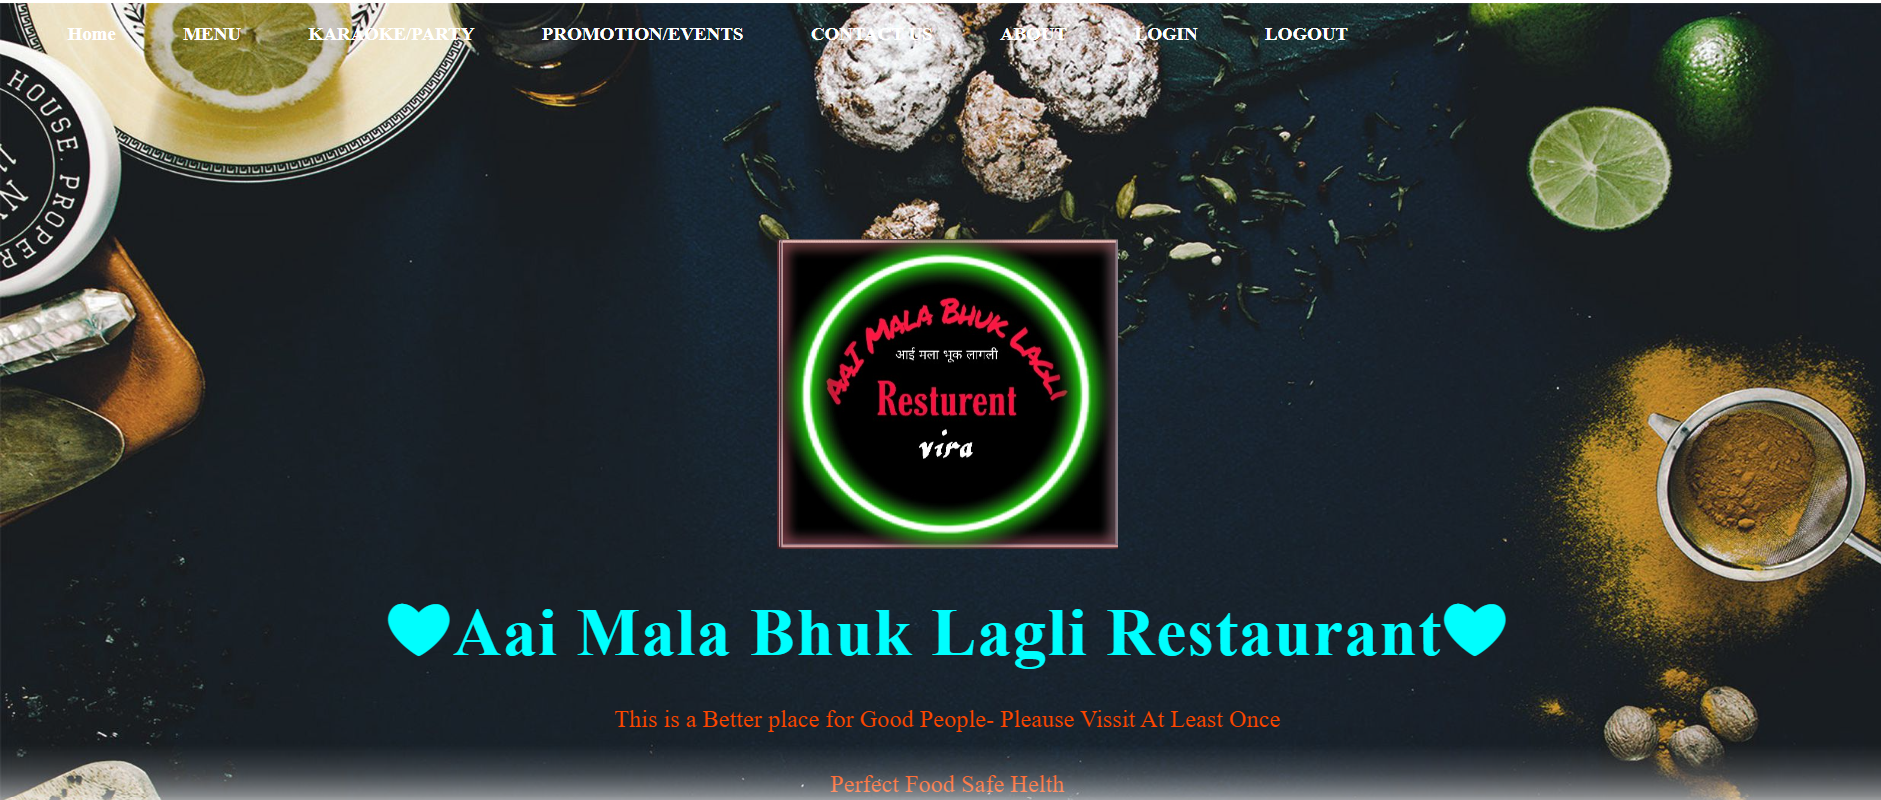 Home MENU KARAOKE/PARTY PROMOTION/EVENTS CONTACT US ABOUT LOGIN LOGOUT
HOUSE. PROPER
AaI Mala Bhuk Lagli
आई मला भूक लागली
Resturent
vira
Aai Mala Bhuk Lagli Restaurant
This is a Better place for Good People- Pleause Vissit At Least Once
Perfect Food Safe Helth